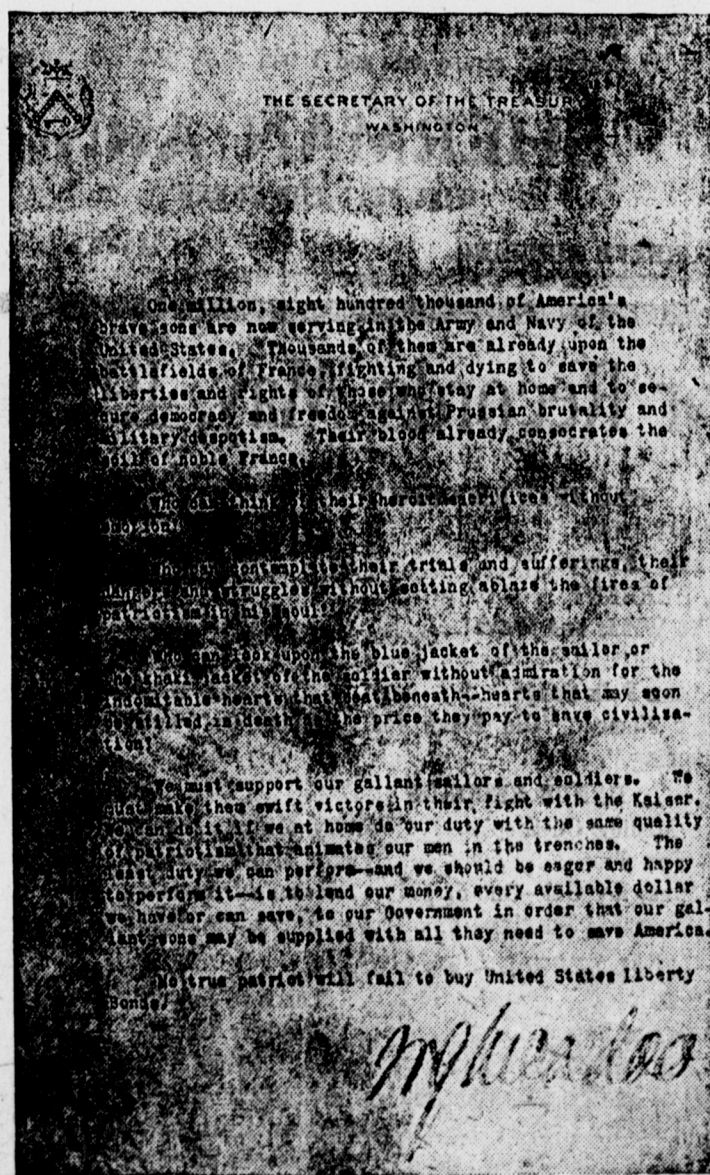 THE SECRETARY OF THE TREASURY
WASHINGTON
One million, eight hundred thousand of America's
brave sons are now serving in the Army and Navy of the
United States. Thousands of them are already upon the
battlefields of France fighting and dying to save the
liberties and rights of those who stay at home and to se-
cure democracy and freedom against Prussian brutality and
military despotism. Their blood already consecrates the
soil of noble France.
Who can think of their heroic sacrifices without
emotion!
Who can contemplate their trials and sufferings, their
dangers and struggles without setting ablaze the fires of
patriotism in his soul!
Who can look upon the blue jacket of the sailor or
the khaki jacket of the soldier without admiration for the
indomitable hearts that beat beneath--hearts that may soon
be stilled in death as the price they pay to save civiliza-
tion!
We must support our gallant sailors and soldiers. We
must make them swift victors in their fight with the Kaiser.
We can do it if we at home do our duty with the same quality
of patriotism that animates our men in the trenches. The
least duty we can perform--and we should be eager and happy
to perform it--is to lend our money, every available dollar
we have or can save, to our Government in order that our gal-
lant sons may be supplied with all they need to save America.
No true patriot will fail to buy United States Liberty
Bonds.
W G McAdoo